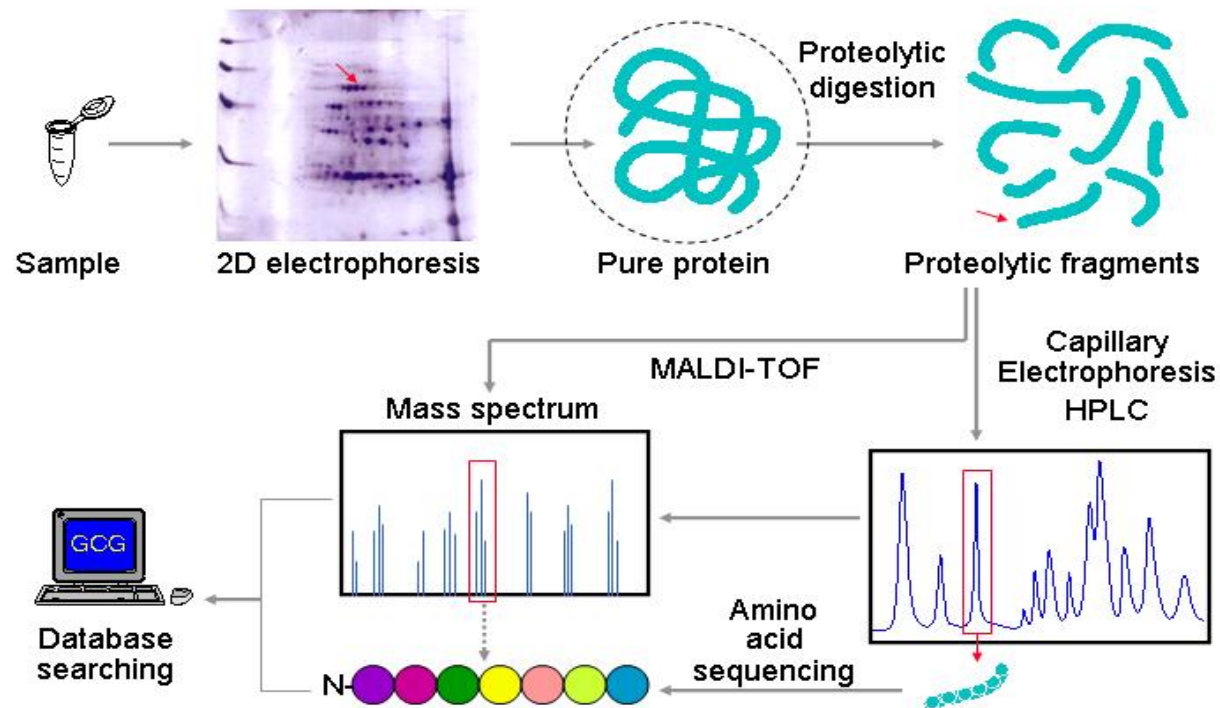 Proteolytic
digestion
Sample
2D electrophoresis
Pure protein
Proteolytic fragments
MALDI-TOF
Capillary
Electrophoresis
HPLC
Mass spectrum
GCG
Database
searching
Amino
acid
sequencing
N-